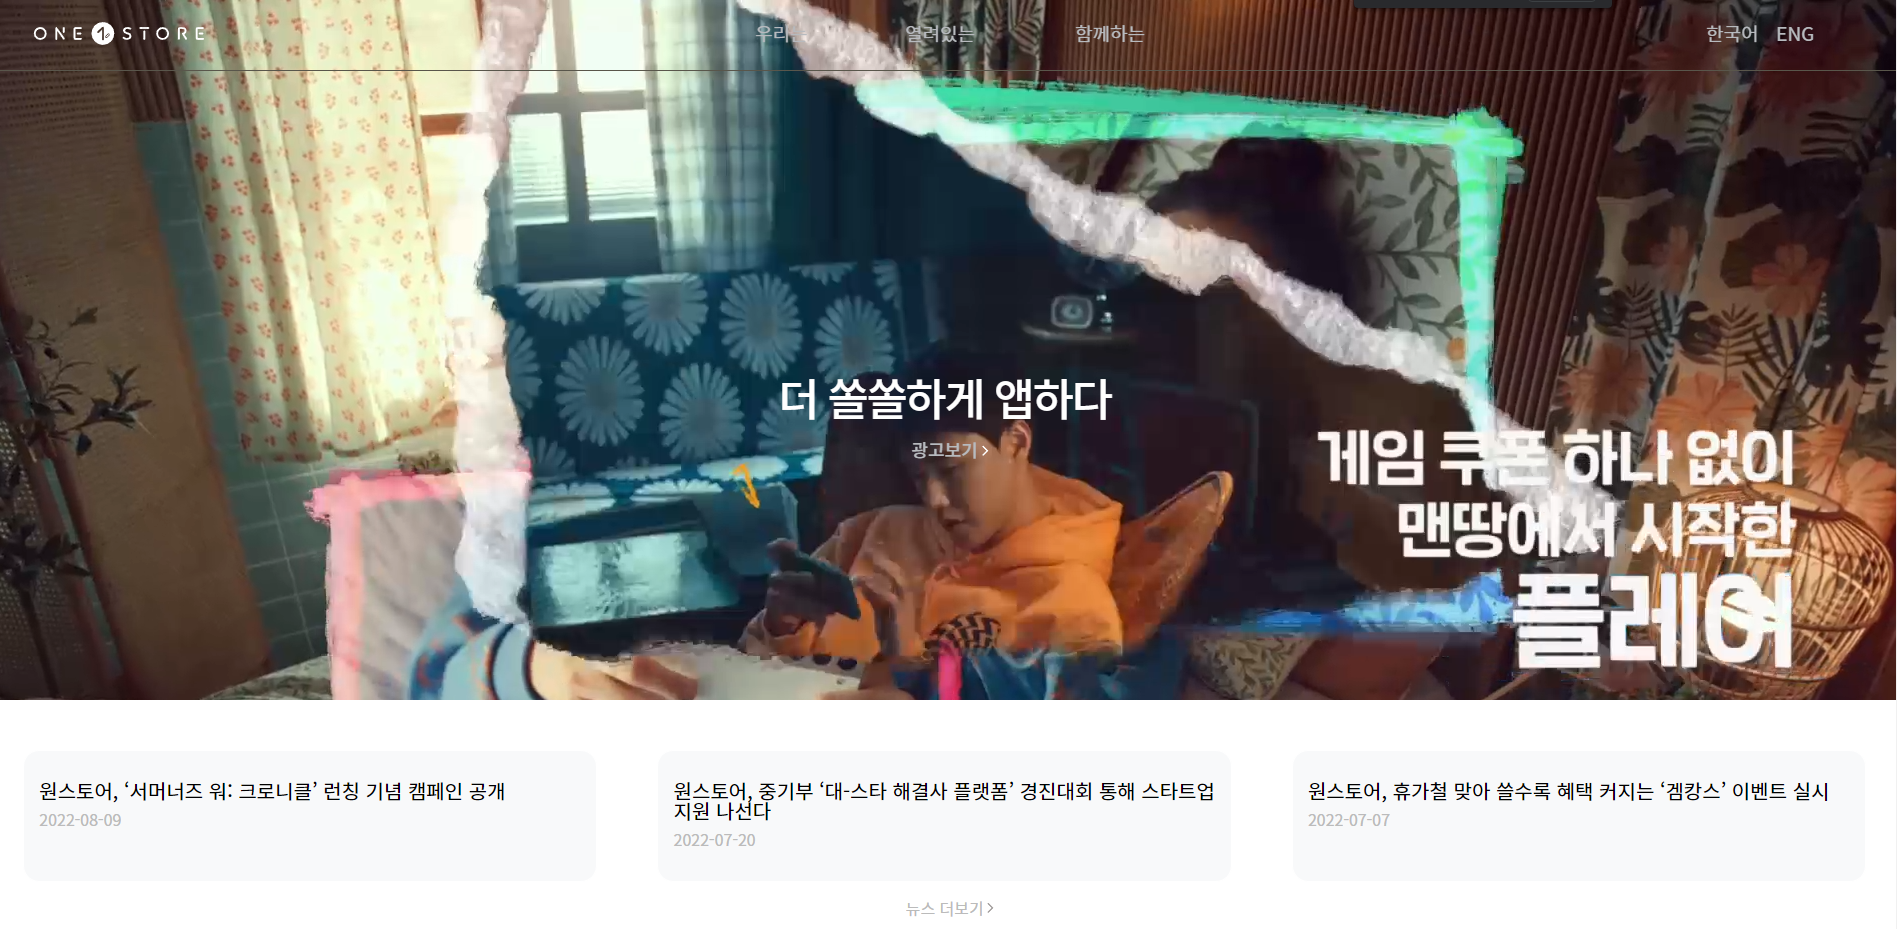 ONE STORE
우리는
열려있는
함께하는
한국어 ENG
더 쏠쏠하게 앱하다
광고보기
게임 쿠폰 하나 없이
맨땅에서 시작한
플레이
원스토어, ‘서머너즈 워: 크로니클’ 런칭 기념 캠페인 공개
2022-08-09
원스토어, 중기부 ‘대-스타 해결사 플랫폼’ 경진대회 통해 스타트업
지원 나선다
2022-07-20
원스토어, 휴가철 맞아 쓸수록 혜택 커지는 ‘겜캉스’ 이벤트 실시
2022-07-07
뉴스 더보기